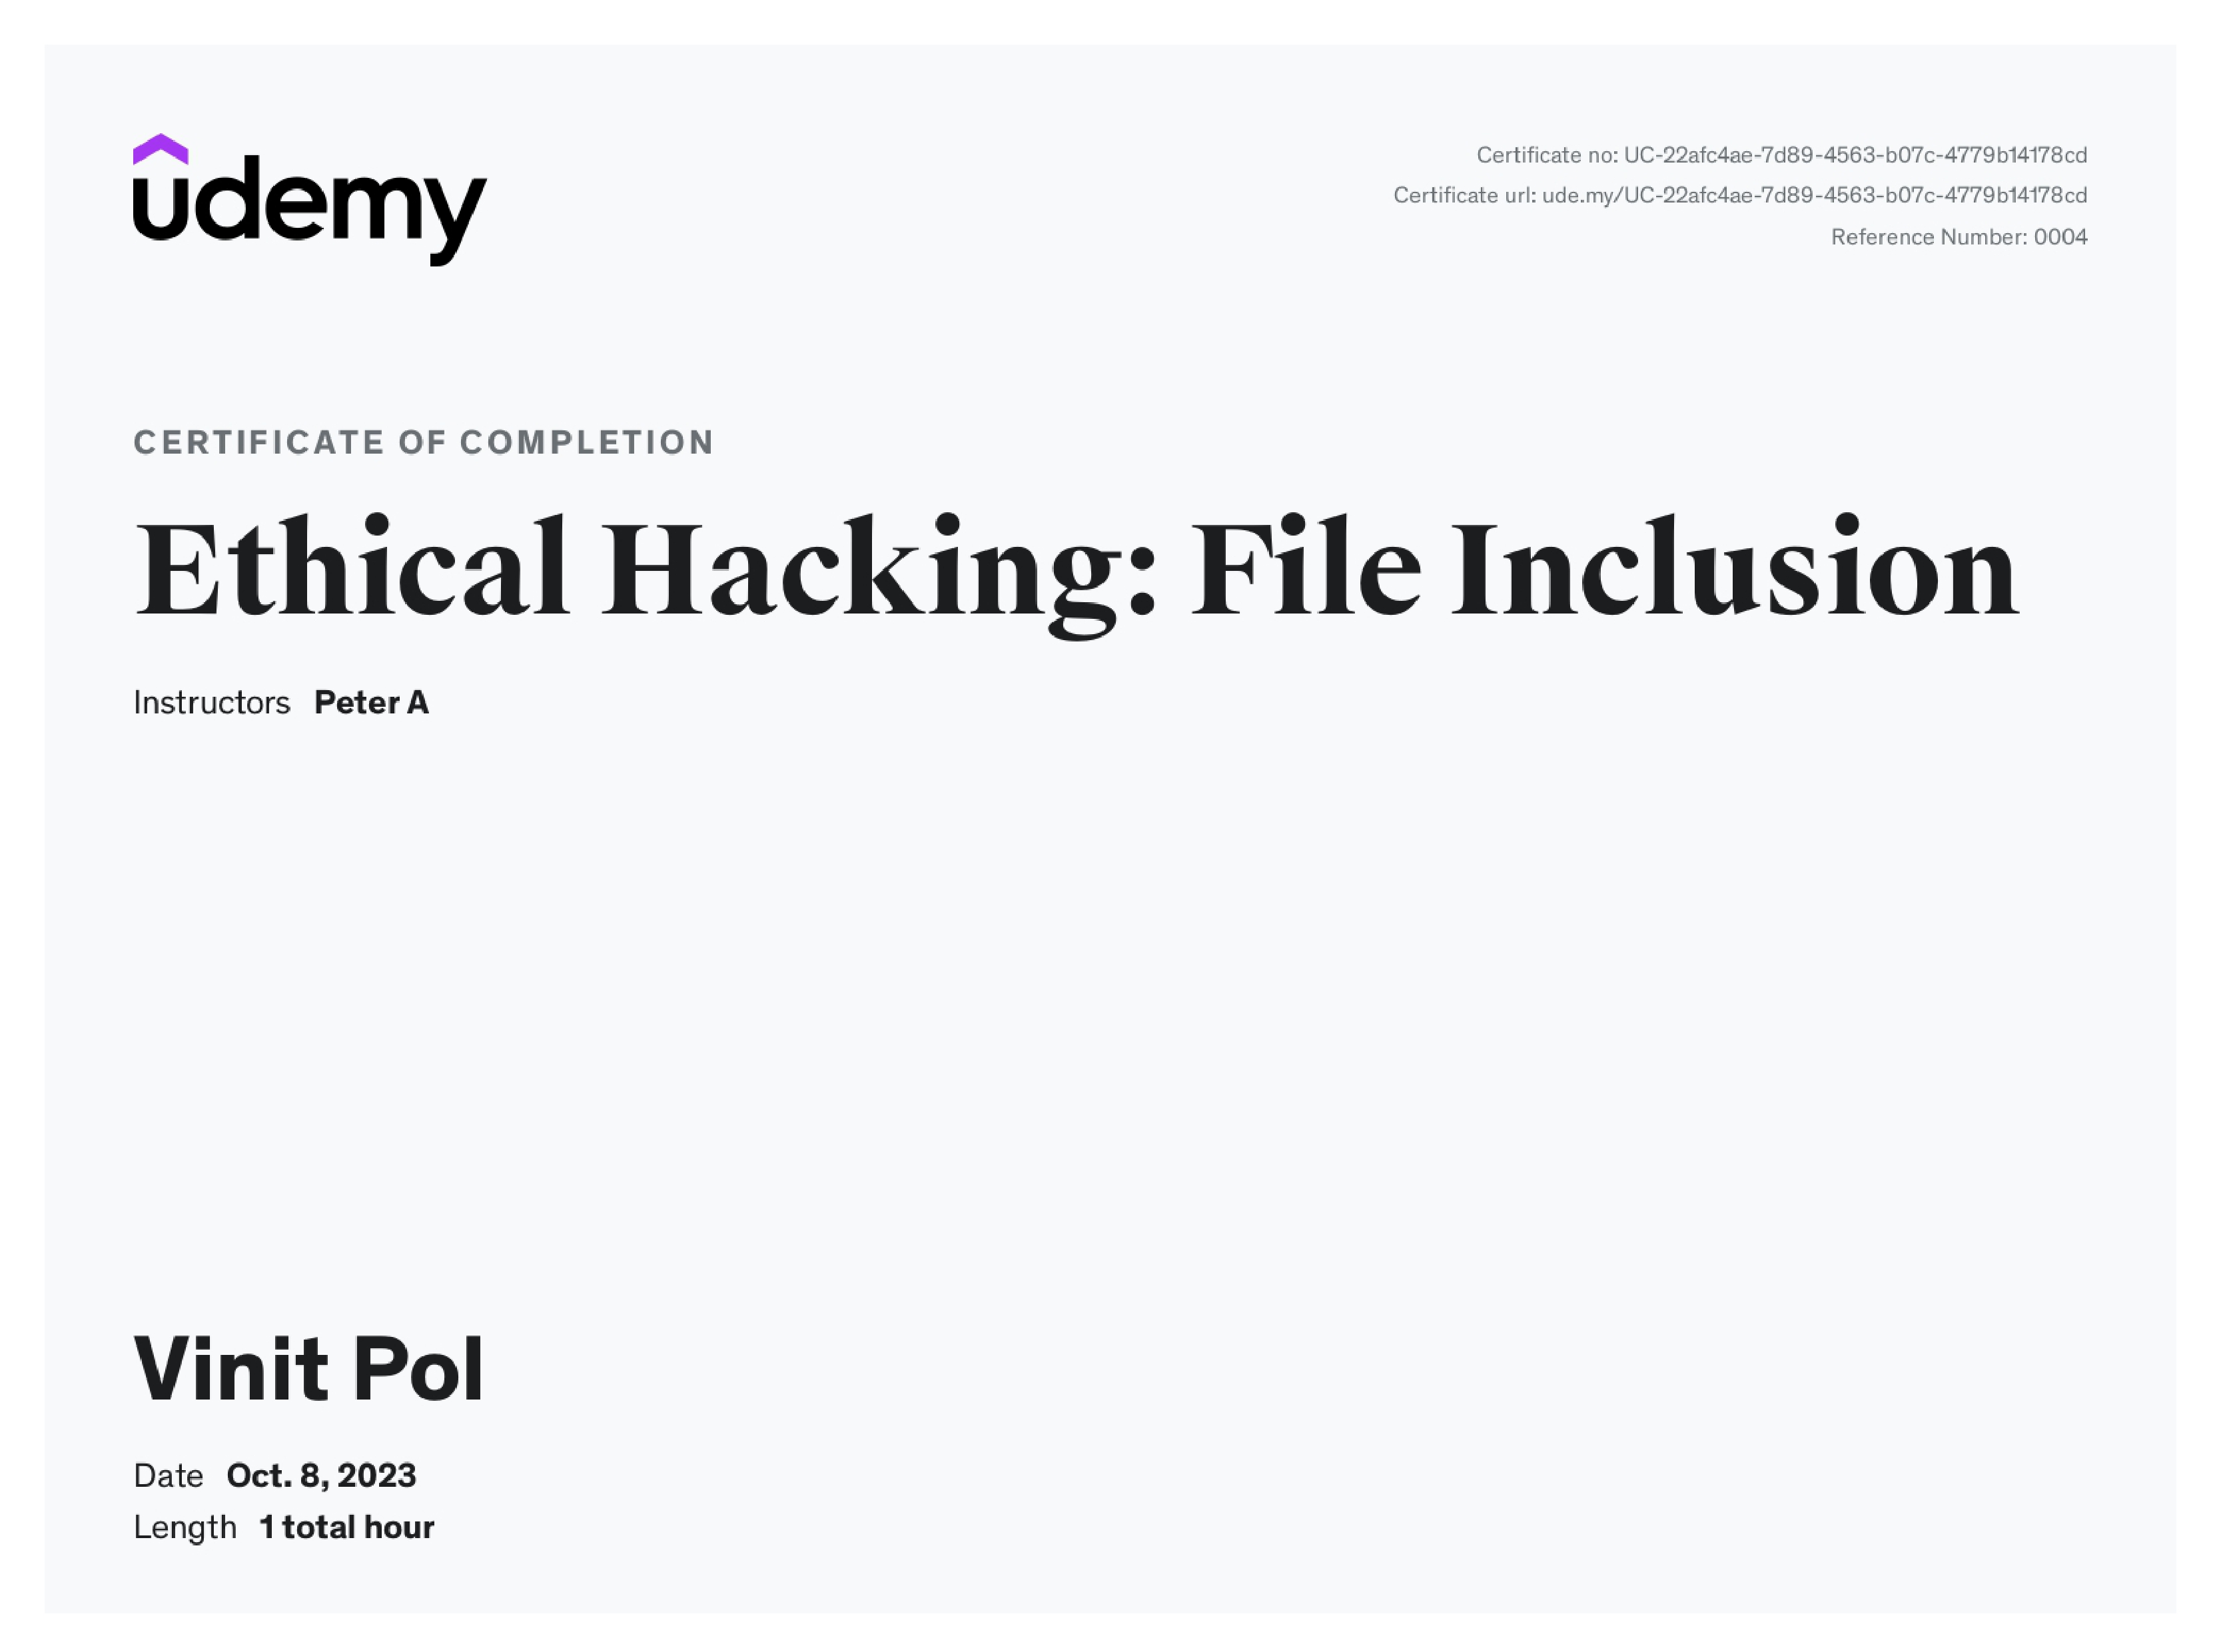 udemy
Certificate no: UC-22afc4ae-7d89-4563-b07c-4779b14178cd
Certificate url: ude.my/UC-22afc4ae-7d89-4563-b07c-4779b14178cd
Reference Number: 0004
CERTIFICATE OF COMPLETION
Ethical Hacking: File Inclusion
Instructors Peter A
Vinit Pol
Date Oct. 8, 2023
Length 1 total hour